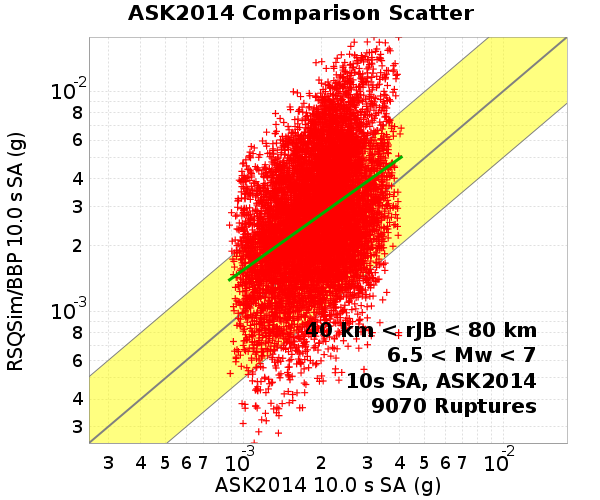 ASK2014 Comparison Scatter
RSQSim/BBP 10.0 s SA (g)
10-2
8
6
4
3
2
10-3
8
6
4
3
40 km < rJB < 80 km
6.5 < Mw < 7
10s SA, ASK2014
9070 Ruptures
3 4 5 6 7 10-3 2 3 4 5 6 7 10-2
ASK2014 10.0 s SA (g)